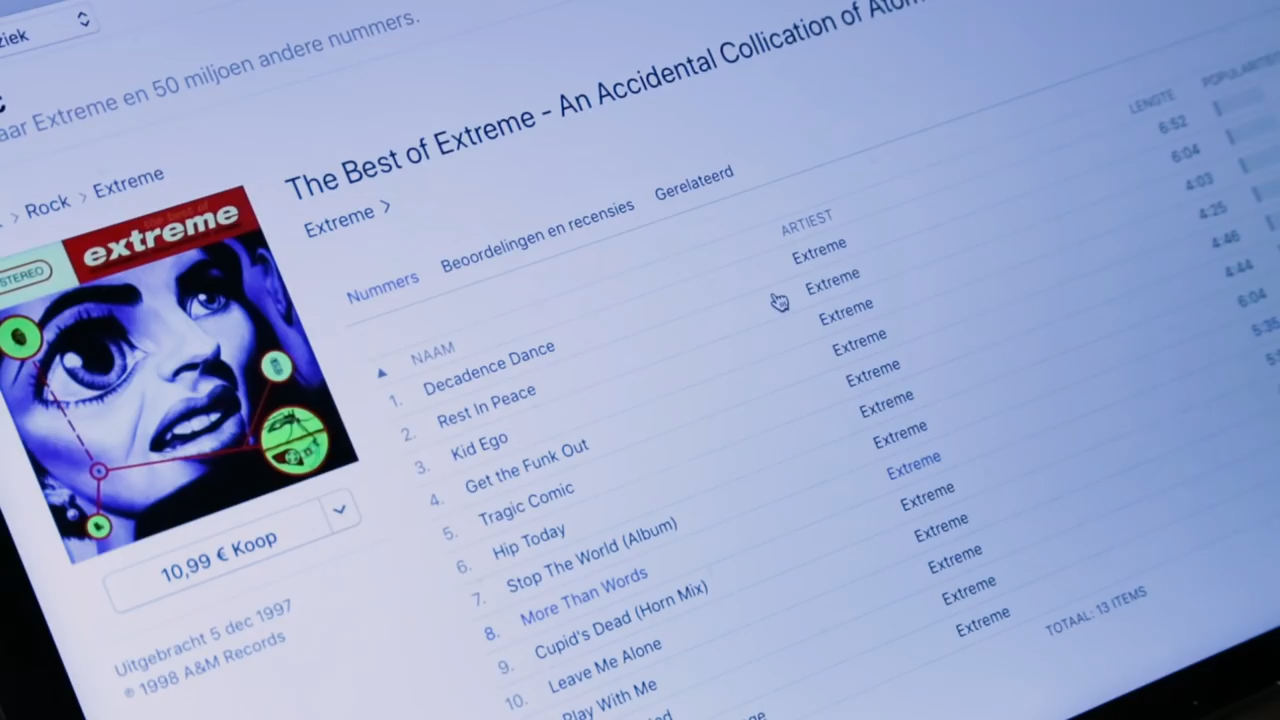 ziek
aar Extreme en 50 miljoen andere nummers.
> Rock > Extreme
The Best of Extreme - An Accidental Collication of Atom
Extreme >
the best of
extreme
STEREO
Nummers Beoordelingen en recensies Gerelateerd
▲ NAAM ARTIEST LENGTE POPULARITEIT
1. Decadence Dance Extreme 6:52
2. Rest In Peace Extreme 6:04
3. Kid Ego Extreme 4:03
4. Get the Funk Out Extreme 4:25
5. Tragic Comic Extreme 4:46
6. Hip Today Extreme 4:44
7. Stop The World (Album) Extreme 6:04
8. More Than Words Extreme 5:35
9. Cupid's Dead (Horn Mix) Extreme
10. Leave Me Alone Extreme
Play With Me Extreme
Extreme
Extreme
TOTAAL: 13 ITEMS
10,99 € Koop
Uitgebracht 5 dec 1997
℗ 1998 A&M Records